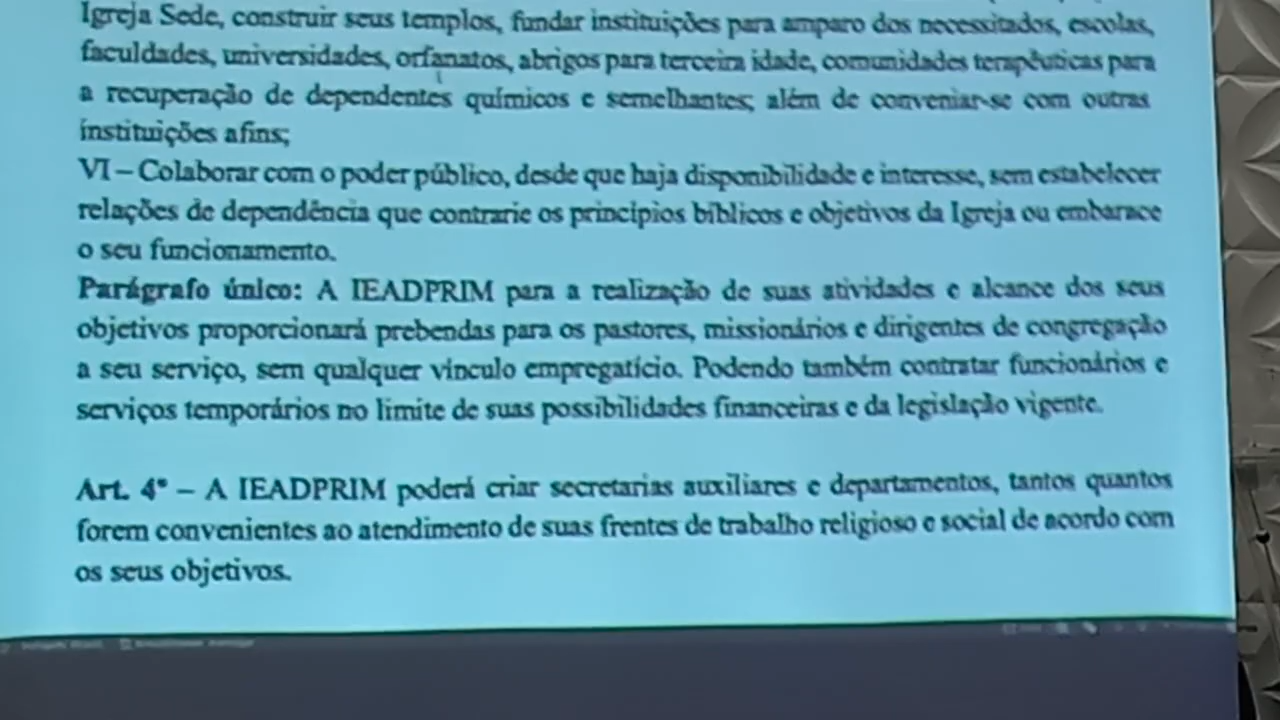 Igreja Sede, construir seus templos, fundar instituições para amparo dos necessitados, escolas,
faculdades, universidades, orfanatos, abrigos para terceira idade, comunidades terapêuticas para
a recuperação de dependentes químicos e semelhantes; além de conveniar-se com outras
instituições afins;
VI – Colaborar com o poder público, desde que haja disponibilidade e interesse, sem estabelecer
relações de dependência que contrarie os princípios bíblicos e objetivos da Igreja ou embarace
o seu funcionamento.
Parágrafo único: A IEADPRIM para a realização de suas atividades e alcance dos seus
objetivos proporcionará prebendas para os pastores, missionários e dirigentes de congregação
a seu serviço, sem qualquer vínculo empregatício. Podendo também contratar funcionários e
serviços temporários no limite de suas possibilidades financeiras e da legislação vigente.
Art. 4º – A IEADPRIM poderá criar secretarias auxiliares e departamentos, tantos quantos
forem convenientes ao atendimento de suas frentes de trabalho religioso e social de acordo com
os seus objetivos.